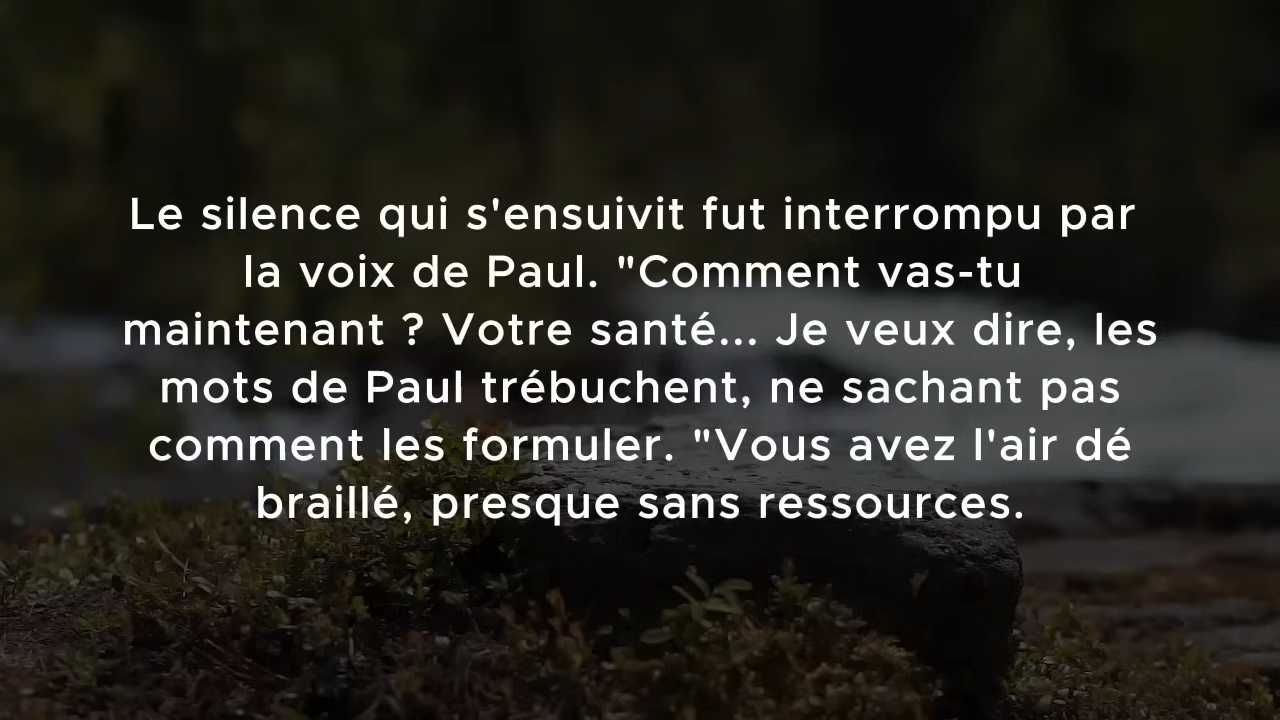 Le silence qui s'ensuivit fut interrompu par
la voix de Paul. "Comment vas-tu
maintenant ? Votre santé... Je veux dire, les
mots de Paul trébuchent, ne sachant pas
comment les formuler. "Vous avez l'air dé
braillé, presque sans ressources.